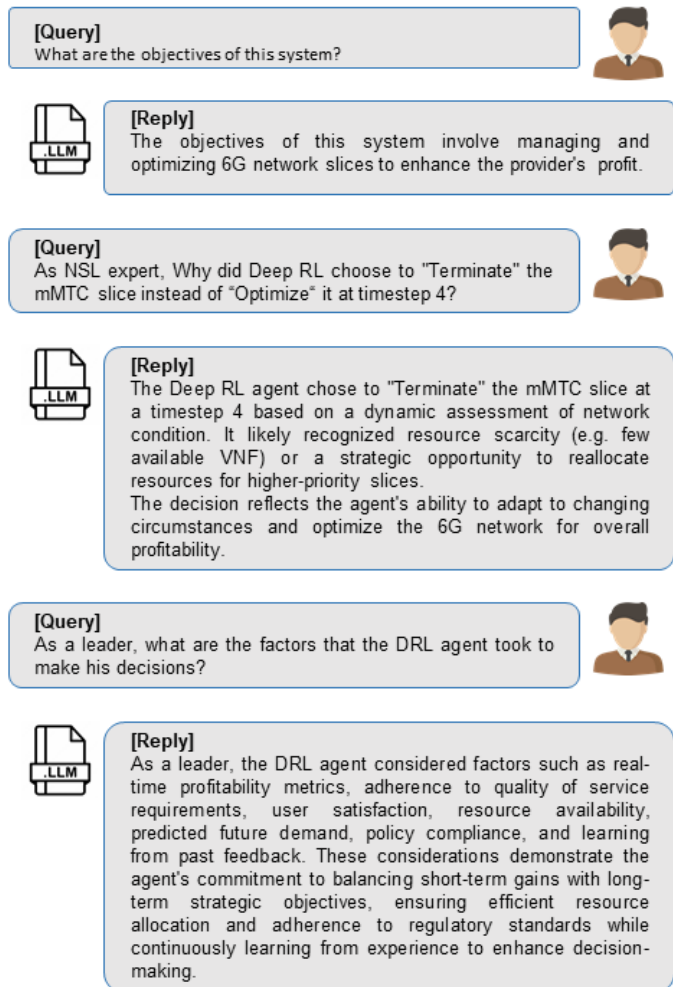 [Query]
What are the objectives of this system?
[Reply]
The objectives of this system involve managing and
optimizing 6G network slices to enhance the provider's profit.
.LLM
[Query]
As NSL expert, Why did Deep RL choose to "Terminate" the
mMTC slice instead of “Optimize“ it at timestep 4?
[Reply]
The Deep RL agent chose to "Terminate" the mMTC slice at
a timestep 4 based on a dynamic assessment of network
condition. It likely recognized resource scarcity (e.g. few
available VNF) or a strategic opportunity to reallocate
resources for higher-priority slices.
The decision reflects the agent's ability to adapt to changing
circumstances and optimize the 6G network for overall
profitability.
.LLM
[Query]
As a leader, what are the factors that the DRL agent took to
make his decisions?
[Reply]
As a leader, the DRL agent considered factors such as real-
time profitability metrics, adherence to quality of service
requirements, user satisfaction, resource availability,
predicted future demand, policy compliance, and learning
from past feedback. These considerations demonstrate the
agent's commitment to balancing short-term gains with long-
term strategic objectives, ensuring efficient resource
allocation and adherence to regulatory standards while
continuously learning from experience to enhance decision-
making.
.LLM